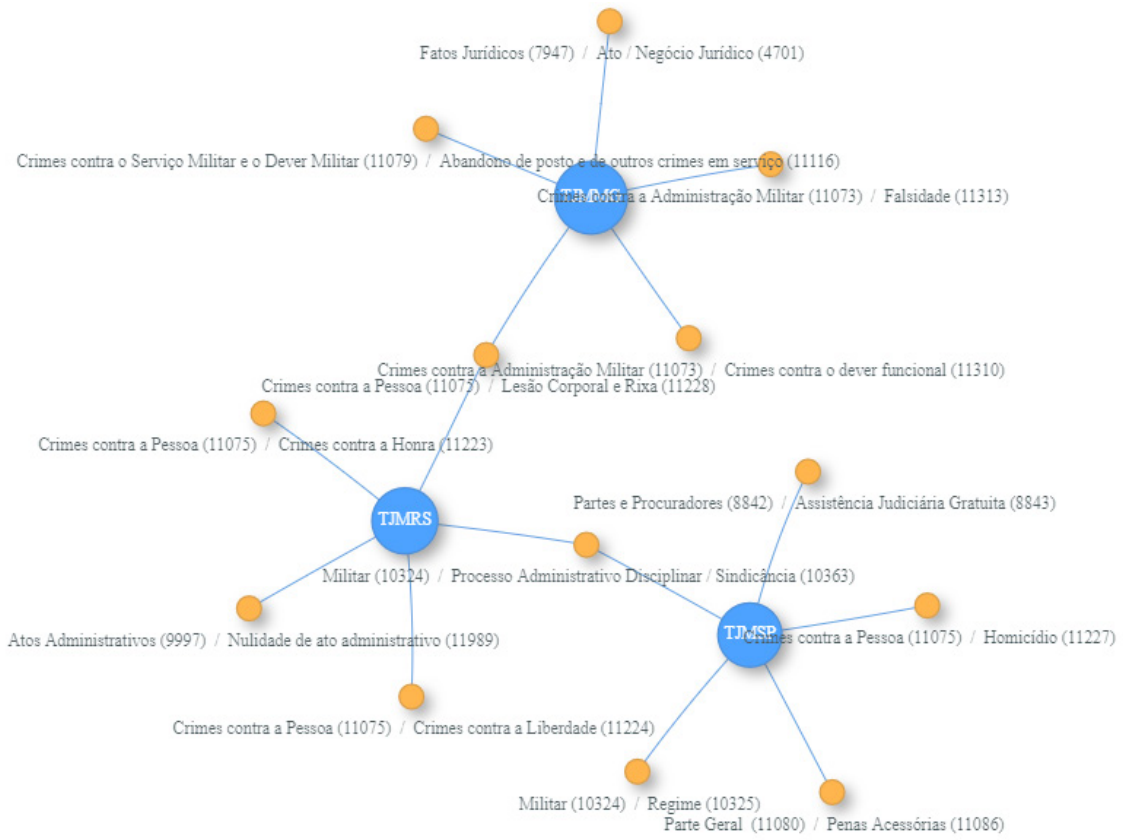 Fatos Jurídicos (7947) / Ato / Negócio Jurídico (4701)
Crimes contra o Serviço Militar e o Dever Militar (11079) / Abandono de posto e de outros crimes em serviço (11116)
TJMMG
Crimes contra a Administração Militar (11073) / Falsidade (11313)
Crimes contra a Administração Militar (11073) / Crimes contra o dever funcional (11310)
Crimes contra a Pessoa (11075) / Lesão Corporal e Rixa (11228)
Crimes contra a Pessoa (11075) / Crimes contra a Honra (11223)
Partes e Procuradores (8842) / Assistência Judiciária Gratuita (8843)
TJMRS
Militar (10324) / Processo Administrativo Disciplinar / Sindicância (10363)
Atos Administrativos (9997) / Nulidade de ato administrativo (11989)
TJMSP
Crimes contra a Pessoa (11075) / Homicídio (11227)
Crimes contra a Pessoa (11075) / Crimes contra a Liberdade (11224)
Militar (10324) / Regime (10325)
Parte Geral (11080) / Penas Acessórias (11086)